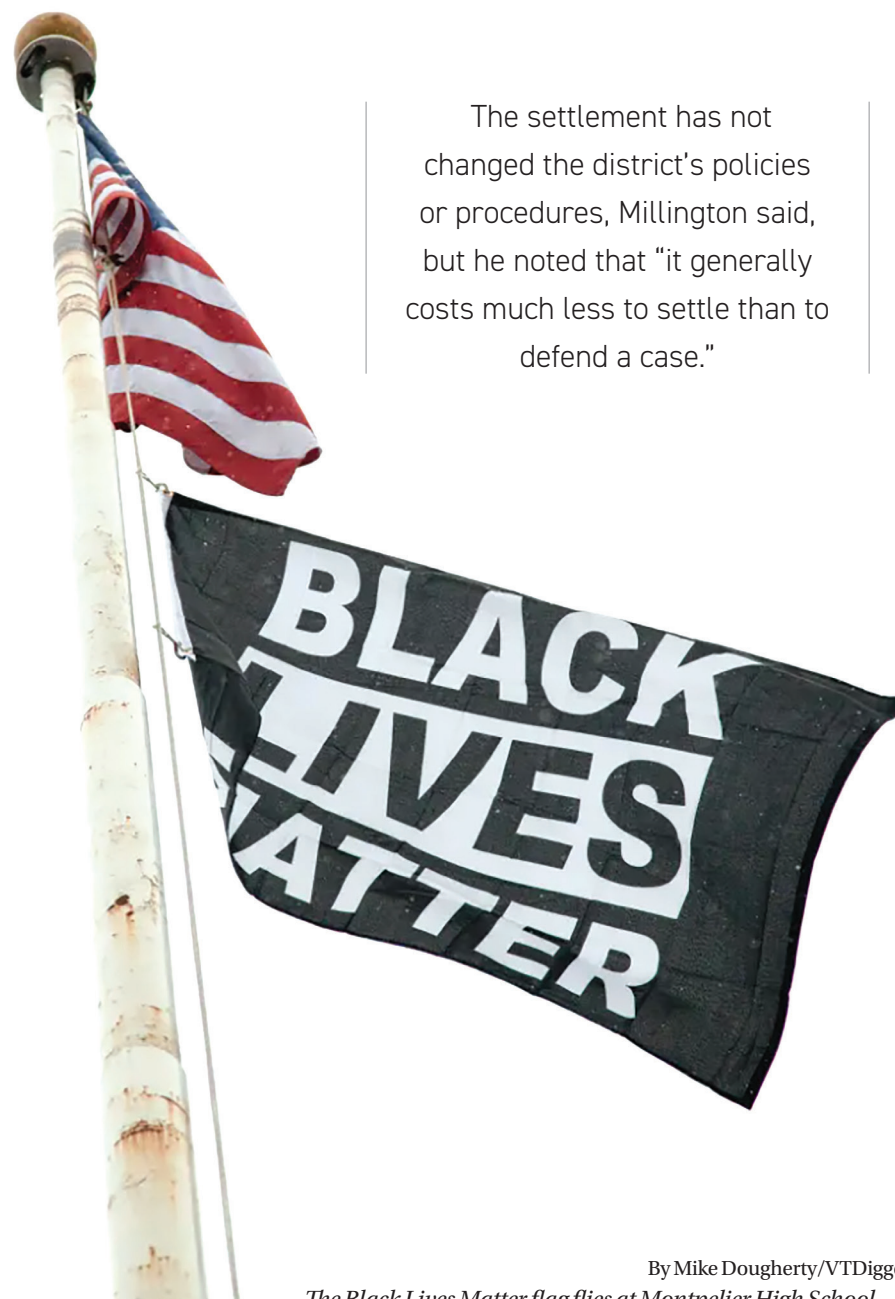 The settlement has not
changed the district’s policies
or procedures, Millington said,
but he noted that “it generally
costs much less to settle than to
defend a case.”
BLACK
LIVES
MATTER
By Mike Dougherty/VTDigge
The Black Lives Matter flag flies at Montpelier High School